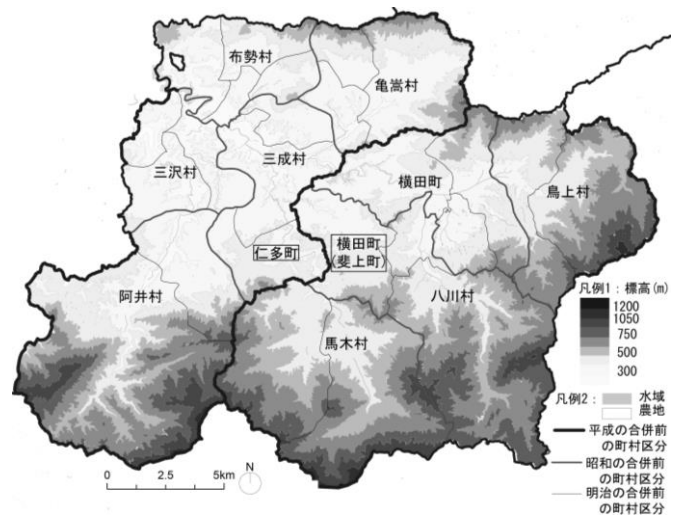 布勢村
亀嵩村
三沢村
三成村
横田町
鳥上村
仁多町
横田町
(斐上町)
阿井村
八川村
馬木村
凡例1：標高(m)
1200
1050
750
500
300
凡例2：
水域
農地
平成の合併前
の町村区分
昭和の合併前
の町村区分
明治の合併前
の町村区分
0 2.5 5km
N